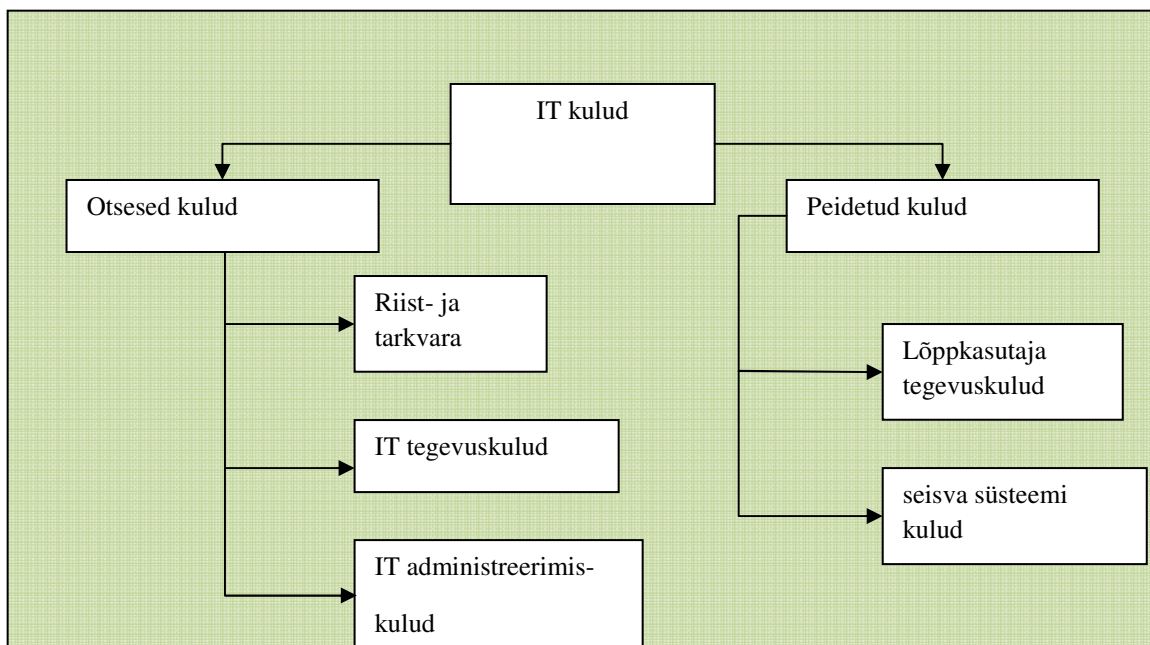 IT kulud
Otsesed kulud
Peidetud kulud
Riist- ja
tarkvara
Lõppkasutaja
tegevuskulud
IT tegevuskulud
seisva süsteemi
kulud
IT administreerimis-
kulud